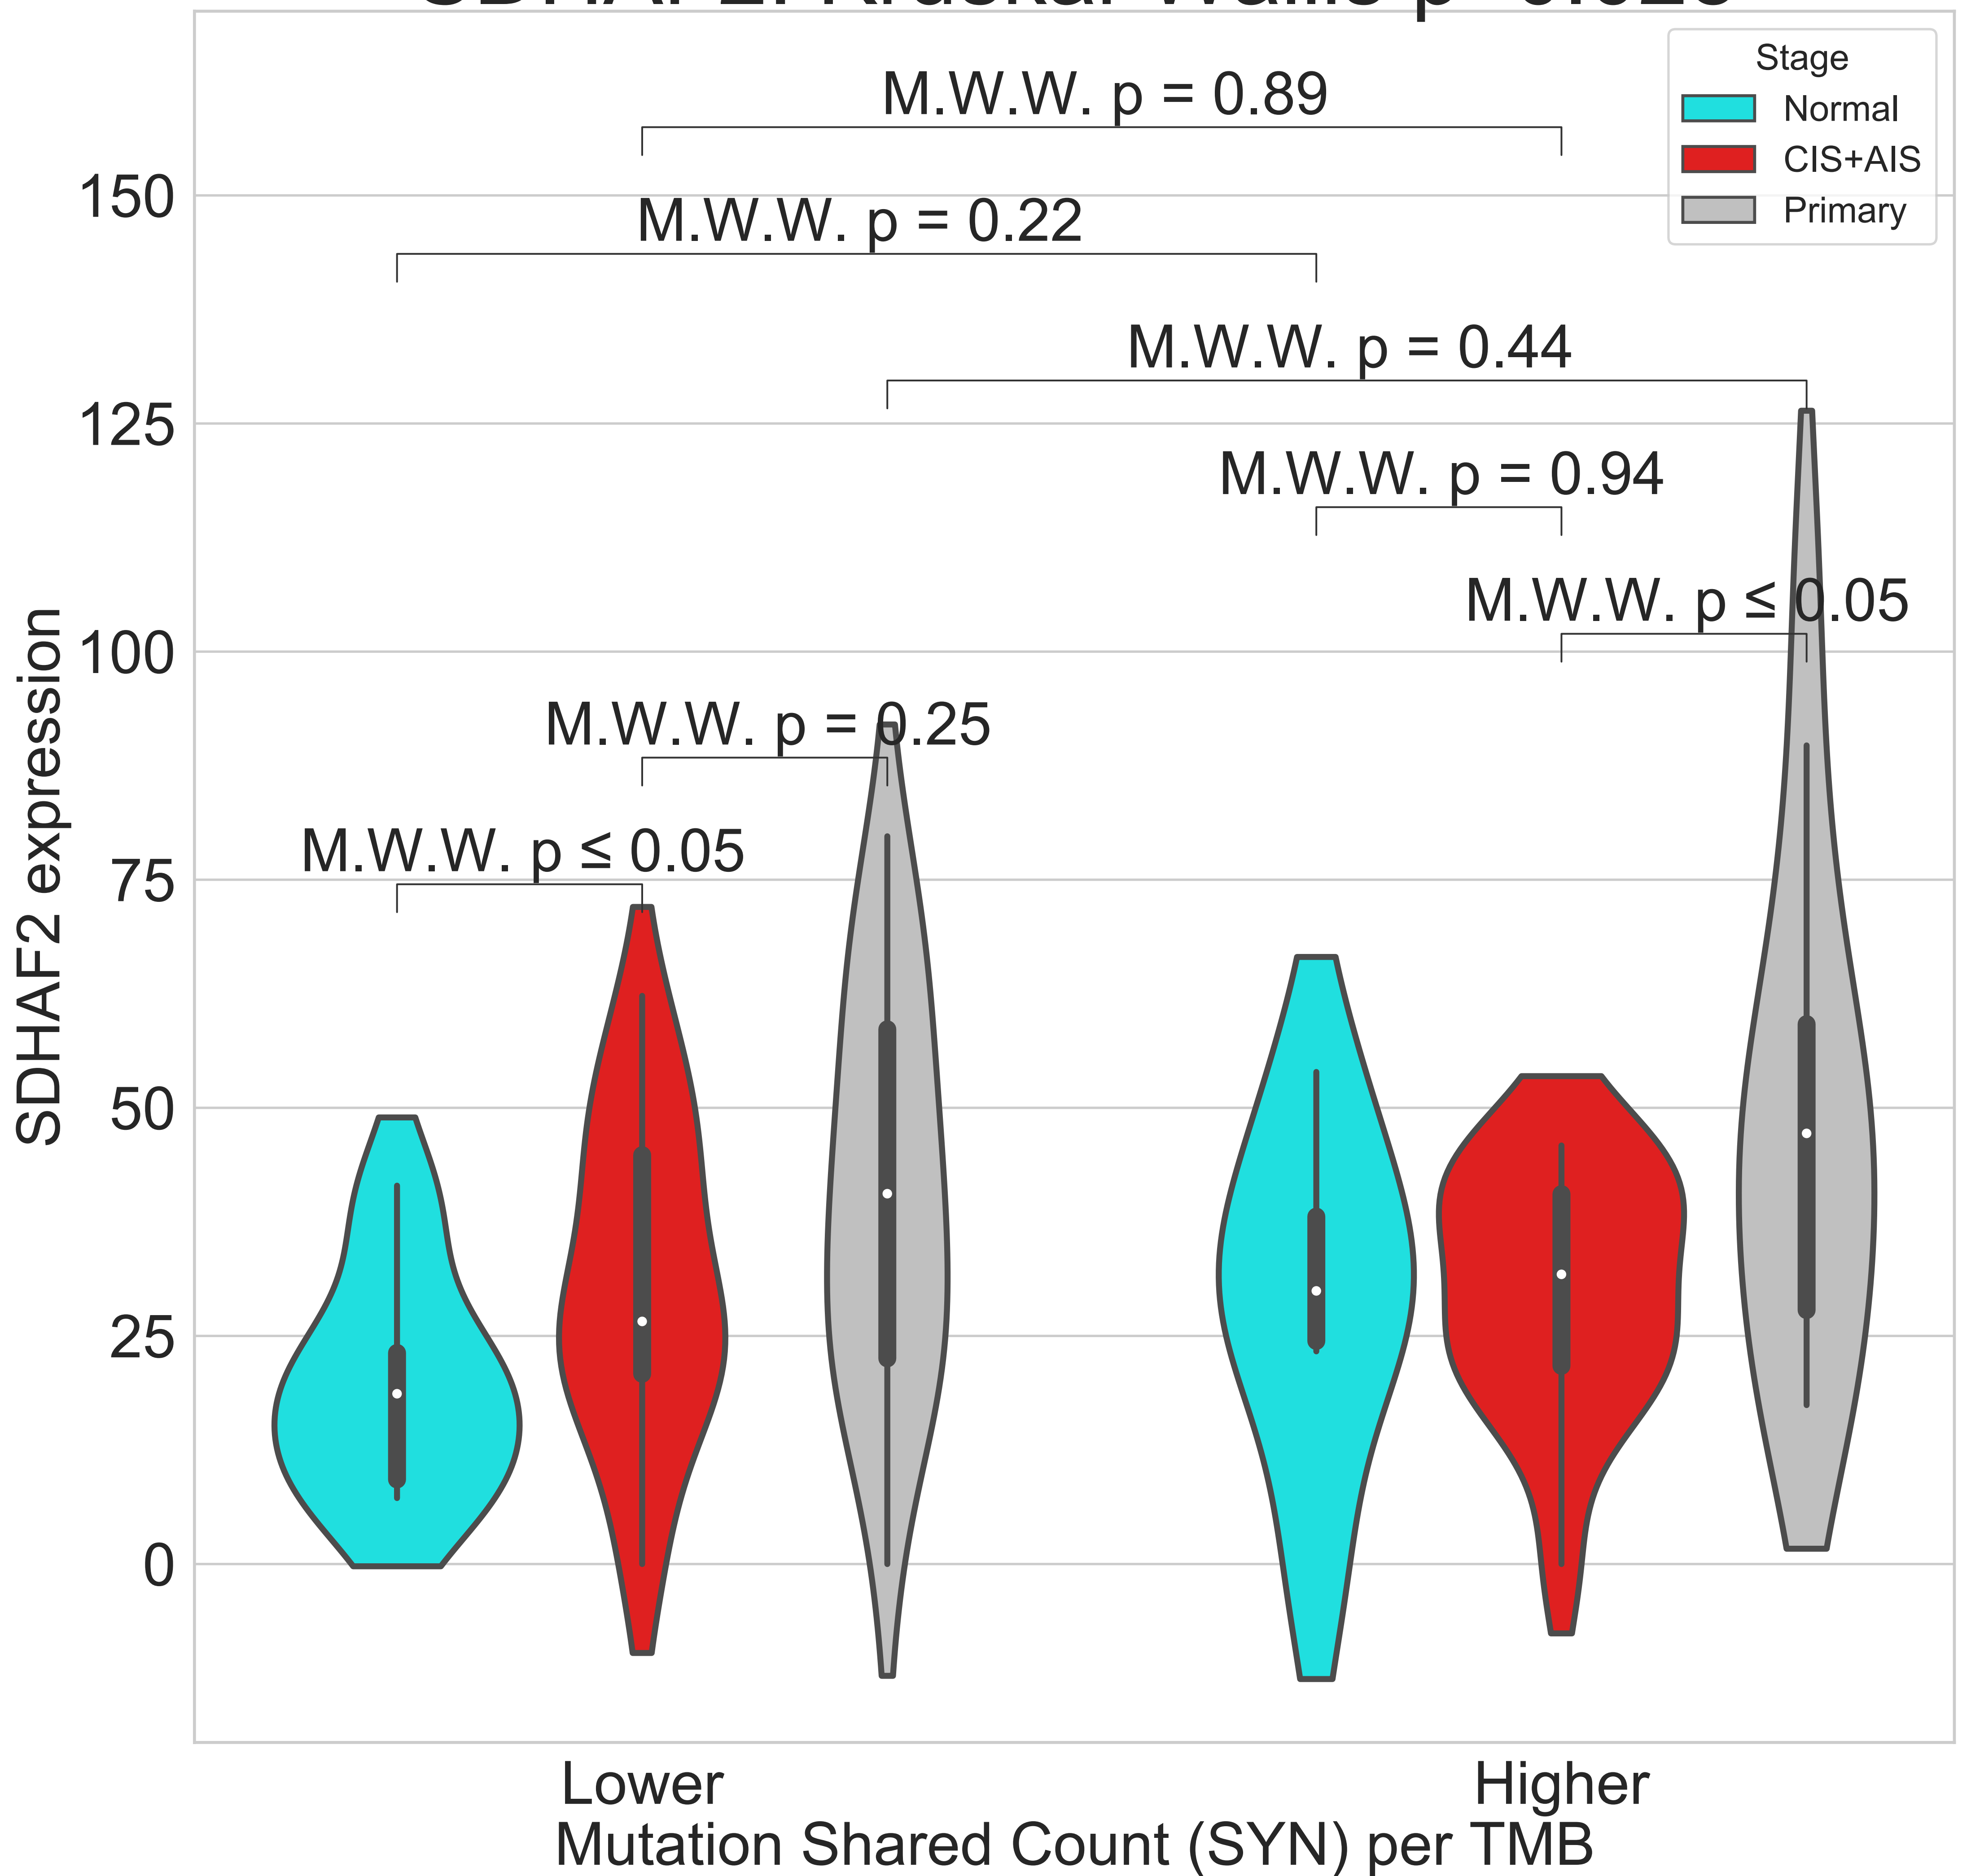 Stage
Normal
CIS+AIS
Primary
M.W.W. p = 0.89
M.W.W. p = 0.22
M.W.W. p = 0.44
M.W.W. p = 0.94
M.W.W. p ≤ 0.05
M.W.W. p = 0.25
M.W.W. p ≤ 0.05
150
125
100
75
50
25
0
SDHAF2 expression
Lower
Higher
Mutation Shared Count (SYN) per TMB